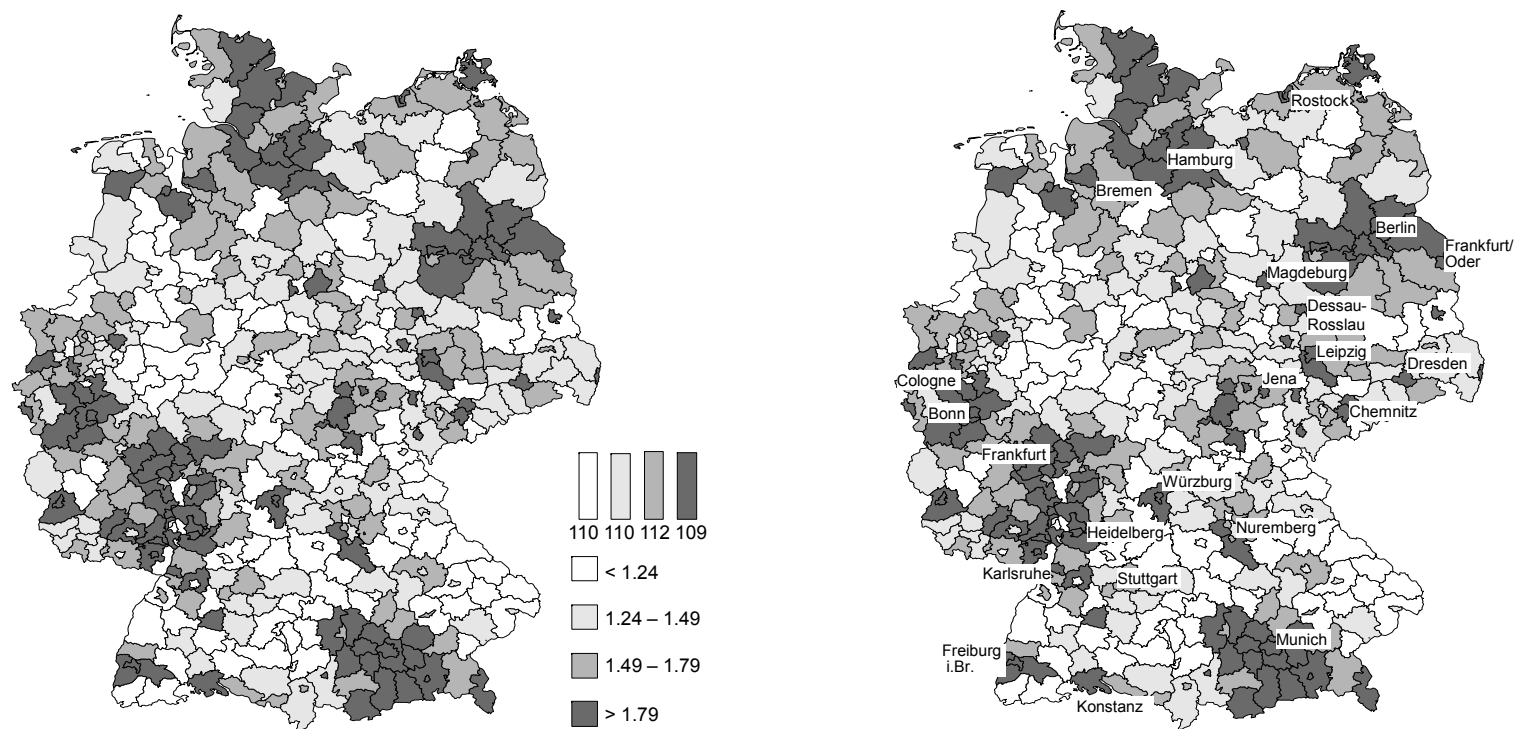 110 110 112 109
< 1.24
1.24 – 1.49
1.49 – 1.79
> 1.79
Rostock
Hamburg
Bremen
Berlin
Frankfurt/
Oder
Magdeburg
Dessau-
Rosslau
Leipzig
Dresden
Cologne
Jena
Bonn
Chemnitz
Frankfurt
Würzburg
Nuremberg
Heidelberg
Karlsruhe
Stuttgart
Munich
Freiburg
i.Br.
Konstanz